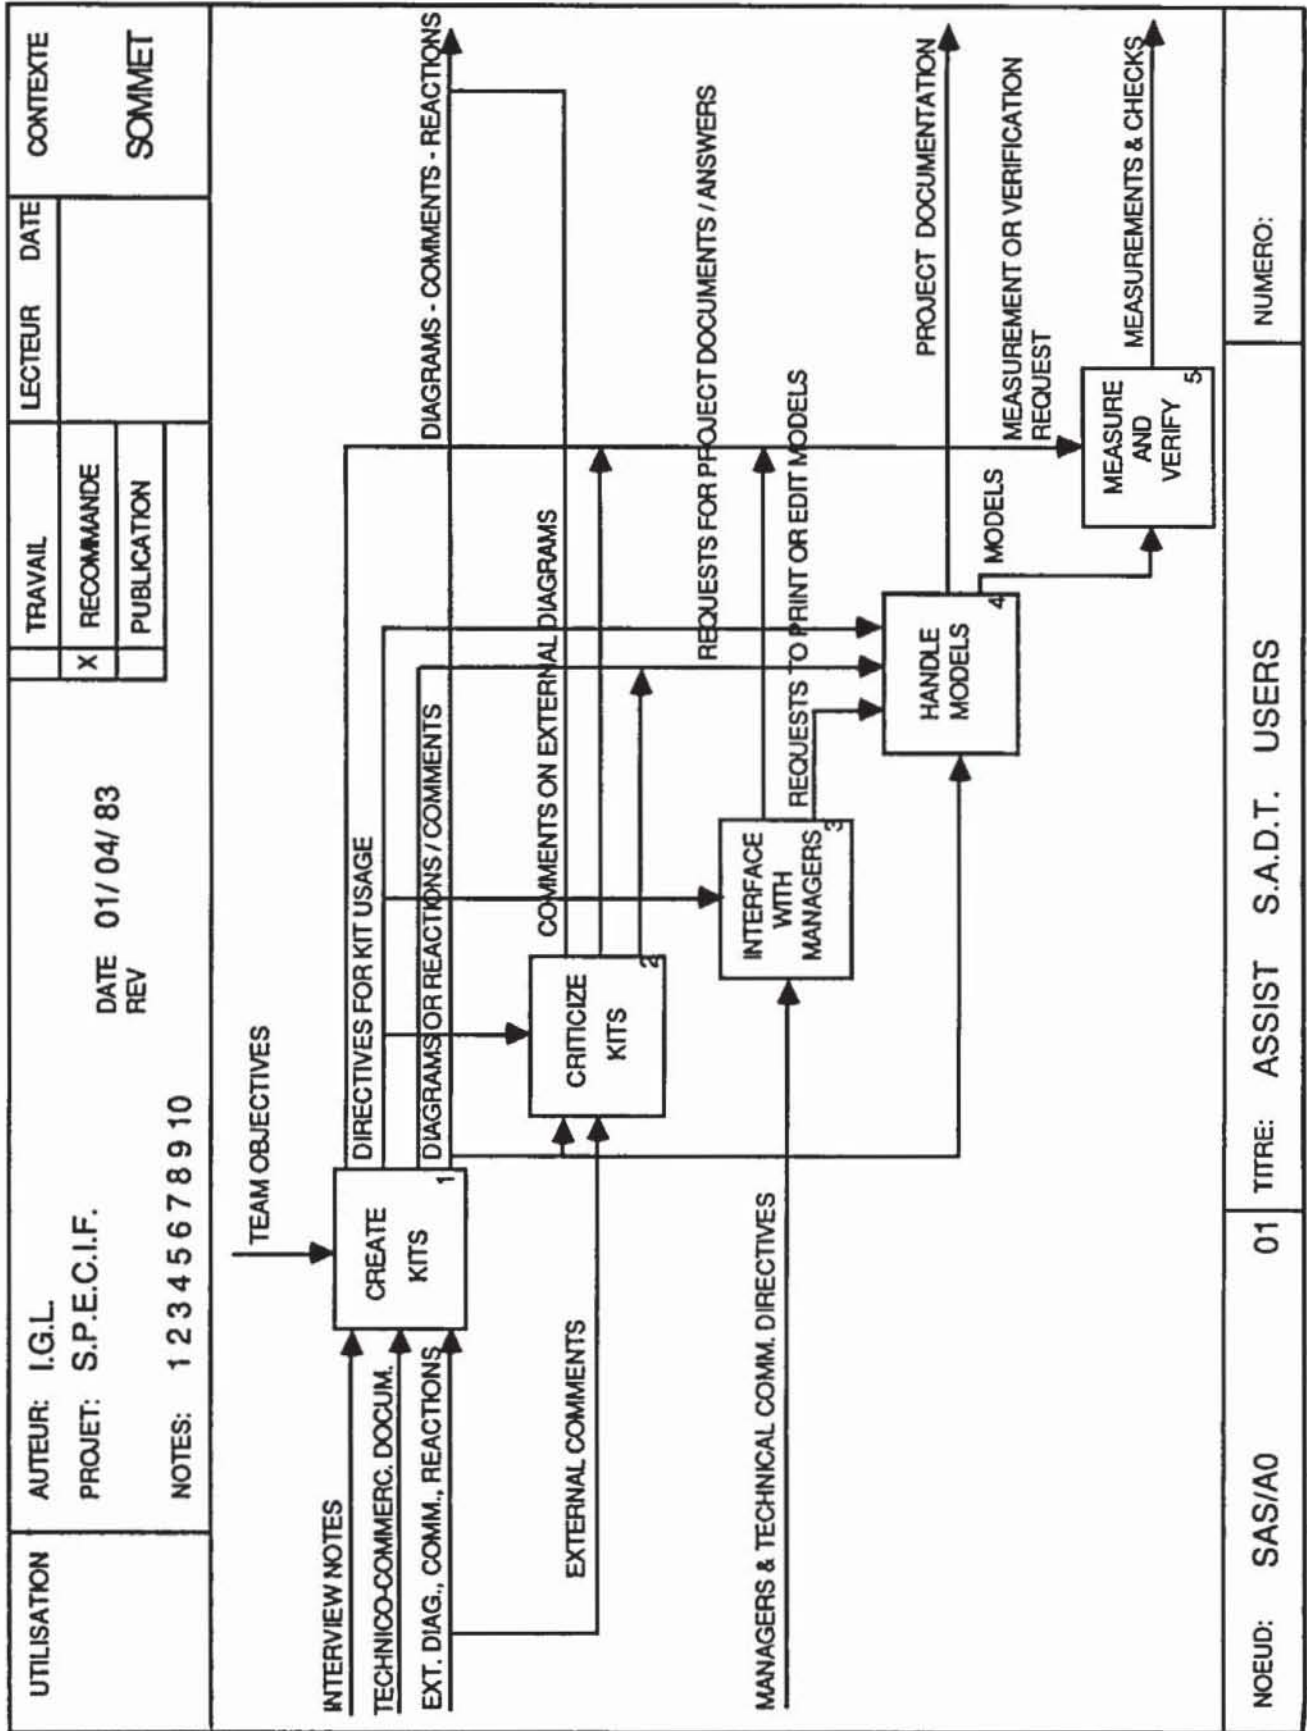 UTILISATION
AUTEUR: I.G.L.
PROJET: S.P.E.C.I.F.
NOTES: 1 2 3 4 5 6 7 8 9 10
DATE 01/04/83
REV
TRAVAIL
X RECOMMANDE
PUBLICATION
LECTEUR DATE
CONTEXTE
SOMMET
TEAM OBJECTIVES
INTERVIEW NOTES
TECHNICO-COMMERC. DOCUM.
EXT. DIAG., COMM., REACTIONS
CREATE
KITS
1
DIRECTIVES FOR KIT USAGE
DIAGRAMS OR REACTIONS / COMMENTS
DIAGRAMS - COMMENTS - REACTIONS
EXTERNAL COMMENTS
COMMENTS ON EXTERNAL DIAGRAMS
CRITICIZE
KITS
2
REQUESTS FOR PROJECT DOCUMENTS / ANSWERS
MANAGERS & TECHNICAL COMM. DIRECTIVES
INTERFACE
WITH
MANAGERS
3
REQUESTS TO PRINT OR EDIT MODELS
HANDLE
MODELS
4
PROJECT DOCUMENTATION
MODELS
MEASUREMENT OR VERIFICATION
REQUEST
MEASURE
AND
VERIFY
5
MEASUREMENTS & CHECKS
NOEUD: SAS/A0 01
TITRE: ASSIST S.A.D.T. USERS
NUMERO: